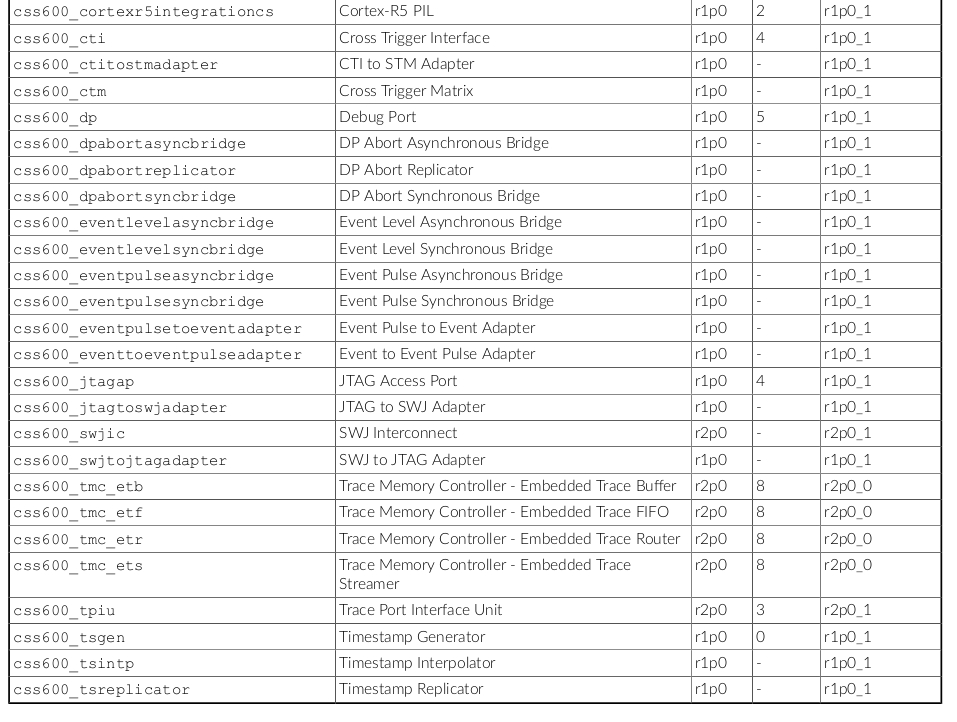 css600_cortexr5integrationcs Cortex-R5 PIL r1p0 2 r1p0_1
css600_cti Cross Trigger Interface r1p0 4 r1p0_1
css600_ctitostmadapter CTI to STM Adapter r1p0 - r1p0_1
css600_ctm Cross Trigger Matrix r1p0 - r1p0_1
css600_dp Debug Port r1p0 5 r1p0_1
css600_dpabortasyncbridge DP Abort Asynchronous Bridge r1p0 - r1p0_1
css600_dpabortreplicator DP Abort Replicator r1p0 - r1p0_1
css600_dpabortsyncbridge DP Abort Synchronous Bridge r1p0 - r1p0_1
css600_eventlevelasyncbridge Event Level Asynchronous Bridge r1p0 - r1p0_1
css600_eventlevelsyncbridge Event Level Synchronous Bridge r1p0 - r1p0_1
css600_eventpulseasyncbridge Event Pulse Asynchronous Bridge r1p0 - r1p0_1
css600_eventpulsesyncbridge Event Pulse Synchronous Bridge r1p0 - r1p0_1
css600_eventpulsetoeventadapter Event Pulse to Event Adapter r1p0 - r1p0_1
css600_eventtoeventpulseadapter Event to Event Pulse Adapter r1p0 - r1p0_1
css600_jtagap JTAG Access Port r1p0 4 r1p0_1
css600_jtagtoswjadapter JTAG to SWJ Adapter r1p0 - r1p0_1
css600_swjic SWJ Interconnect r2p0 - r2p0_1
css600_swjtojtagadapter SWJ to JTAG Adapter r1p0 - r1p0_1
css600_tmc_etb Trace Memory Controller - Embedded Trace Buffer r2p0 8 r2p0_0
css600_tmc_etf Trace Memory Controller - Embedded Trace FIFO r2p0 8 r2p0_0
css600_tmc_etr Trace Memory Controller - Embedded Trace Router r2p0 8 r2p0_0
css600_tmc_ets Trace Memory Controller - Embedded Trace r2p0 8 r2p0_0
Streamer
css600_tpiu Trace Port Interface Unit r2p0 3 r2p0_1
css600_tsgen Timestamp Generator r1p0 0 r1p0_1
css600_tsintp Timestamp Interpolator r1p0 - r1p0_1
css600_tsreplicator Timestamp Replicator r1p0 - r1p0_1